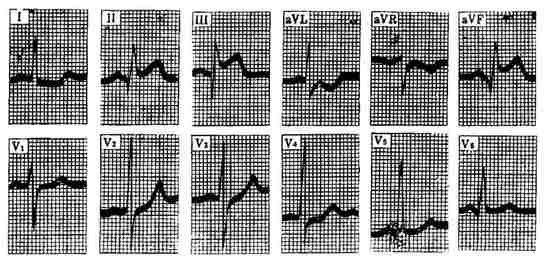 I II III aVL aVR aVF
V₁ V₂ V₃ V₄ V₅ V₆